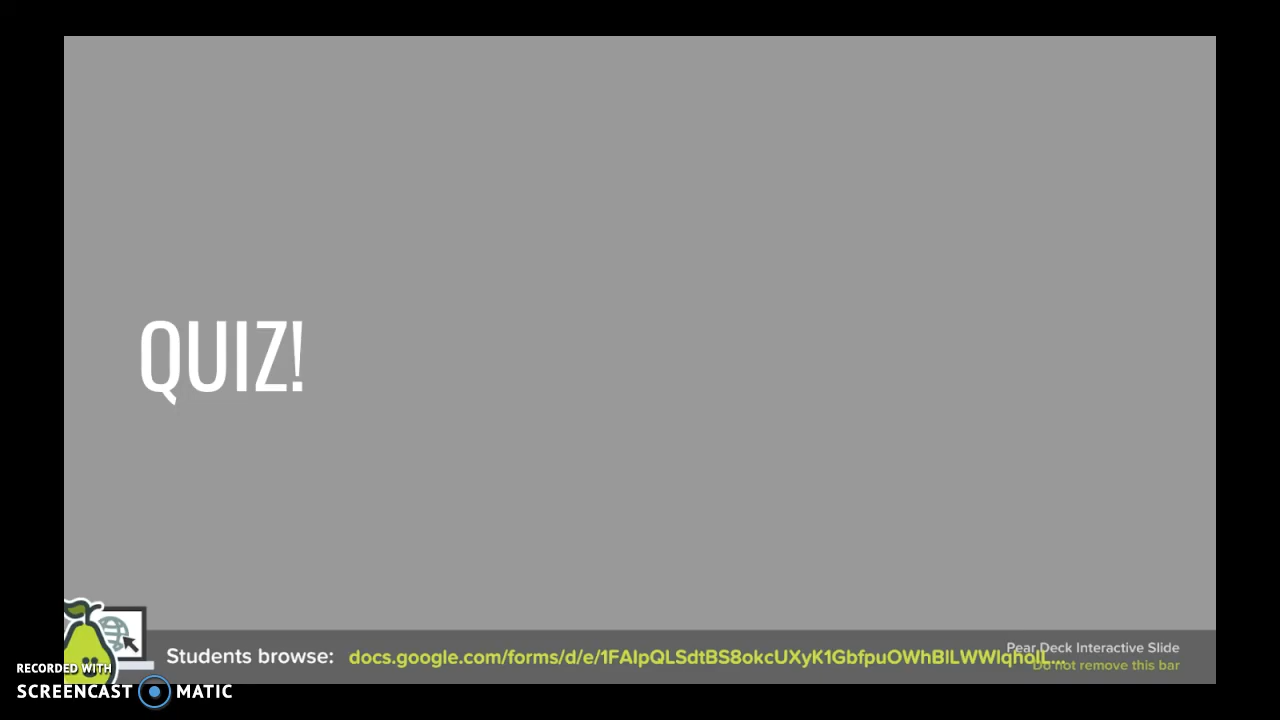 QUIZ!
Students browse: docs.google.com/forms/d/e/1FAIpQLSdtBS8okcUXyK1GbfpuOWhBlLWWIqhoIL...
Pear Deck Interactive Slide
Do not remove this bar
RECORDED WITH
SCREENCAST MATIC